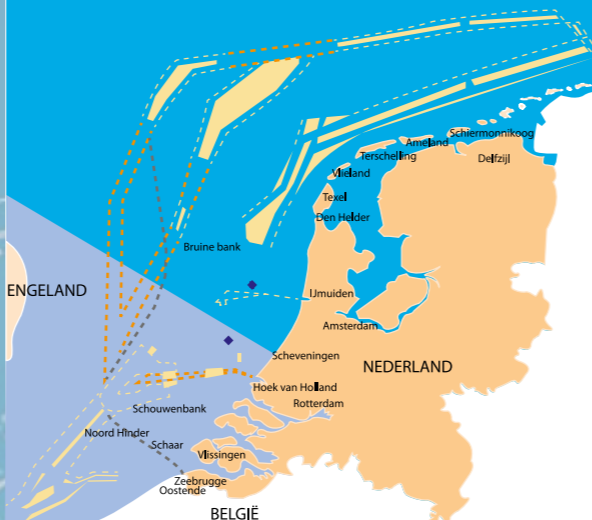 Schiermonnikoog
Ameland
Terschelling
Delfzijl
Vlieland
Texel
Den Helder
Bruine bank
ENGELAND
IJmuiden
Amsterdam
Scheveningen
NEDERLAND
Hoek van Holland
Schouwenbank
Rotterdam
Noord Hinder
Schaar
Vlissingen
Zeebrugge
Oostende
BELGIË